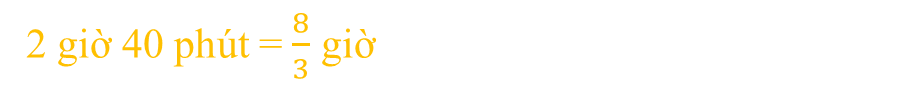 2 giờ 40 phút = 8/3 giờ